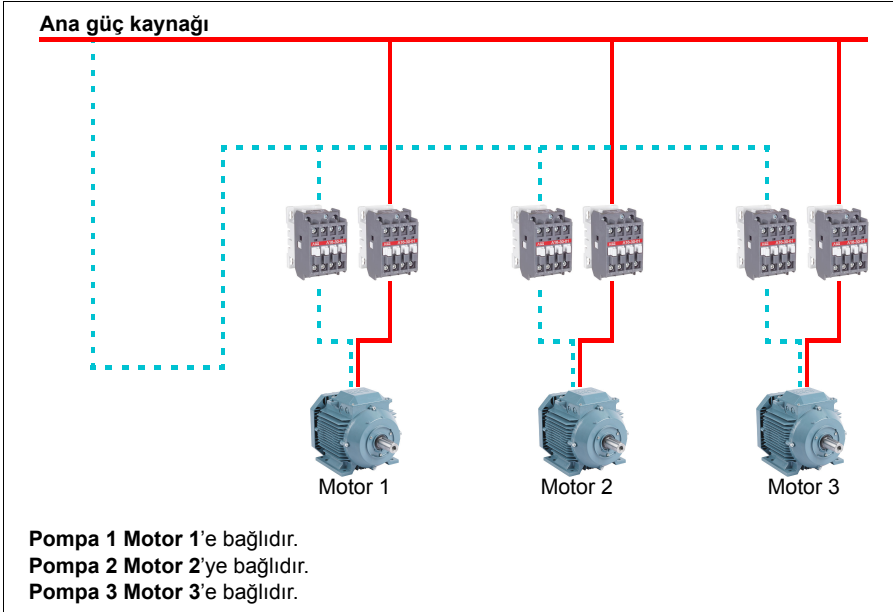 Ana güç kaynağı
Motor 1
Motor 2
Motor 3
Pompa 1 Motor 1’e bağlıdır.
Pompa 2 Motor 2’ye bağlıdır.
Pompa 3 Motor 3’e bağlıdır.